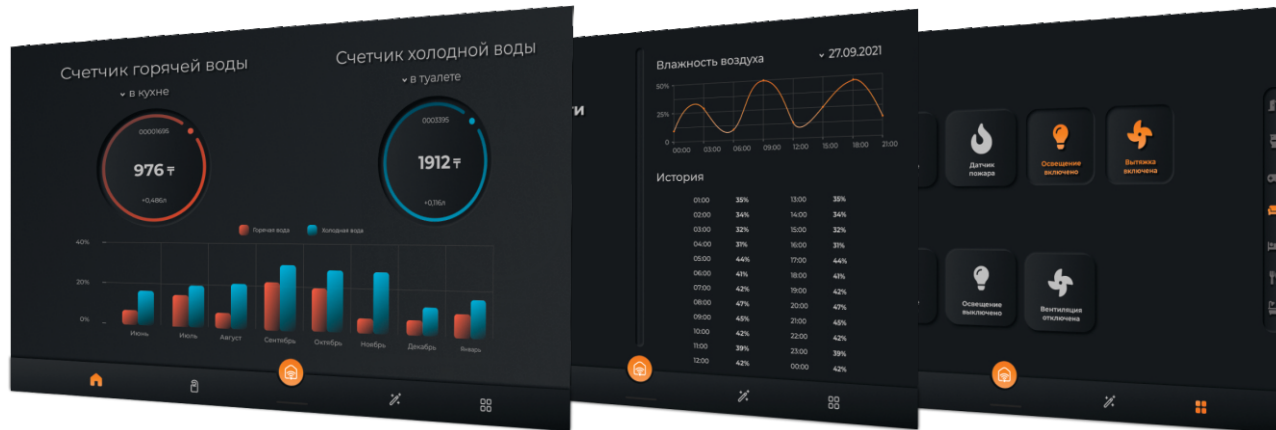 Счетчик горячей воды
в кухне
00001695
976 ₸
+0,486л
Счетчик холодной воды
в туалете
0003395
1912 ₸
+0,116л
Горячая вода
Холодная вода
40%
20%
0%
Июнь
Июль
Август
Сентябрь
Октябрь
Ноябрь
Декабрь
Январь
ти
Влажность воздуха
27.09.2021
50%
25%
0
00:00 03:00 06:00 09:00 12:00 15:00 18:00 21:00
История
01:00 35% 13:00 35%
02:00 34% 14:00 34%
03:00 32% 15:00 32%
04:00 31% 16:00 31%
05:00 44% 17:00 44%
06:00 41% 18:00 41%
07:00 42% 19:00 42%
08:00 47% 20:00 47%
09:00 45% 21:00 45%
10:00 42% 22:00 42%
11:00 39% 23:00 39%
12:00 42% 00:00 42%
Датчик
пожара
Освещение
включено
Вытяжка
включена
Освещение
выключено
Вентиляция
отключена